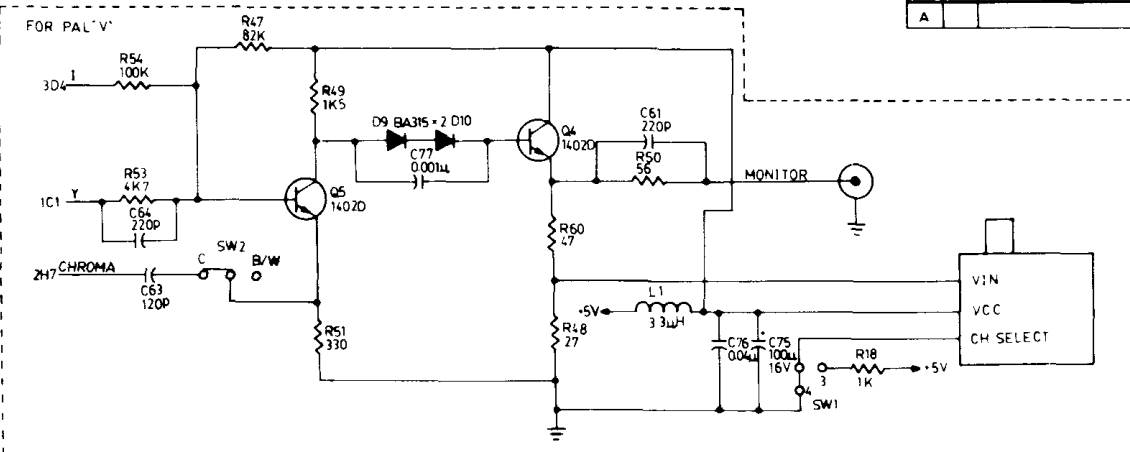 A
FOR PAL 'V'
R47
82K
R54
100K
3D4 I
R49
1K5
D9 BA315×2 D10
C77
0.001µ
Q4
1402D
C61
220P
R50
56
MONITOR
R53
4K7
1C1 Y
C64
220P
Q5
1402D
R60
47
SW2
C
B/W
2H7 CHROMA
C63
120P
R51
330
R48
27
+5V
L1
3 3µH
VIN
VCC
CH SELECT
C76
0.04µ
C75
100µ
16V
3
4
SW1
R18
1K
+5V